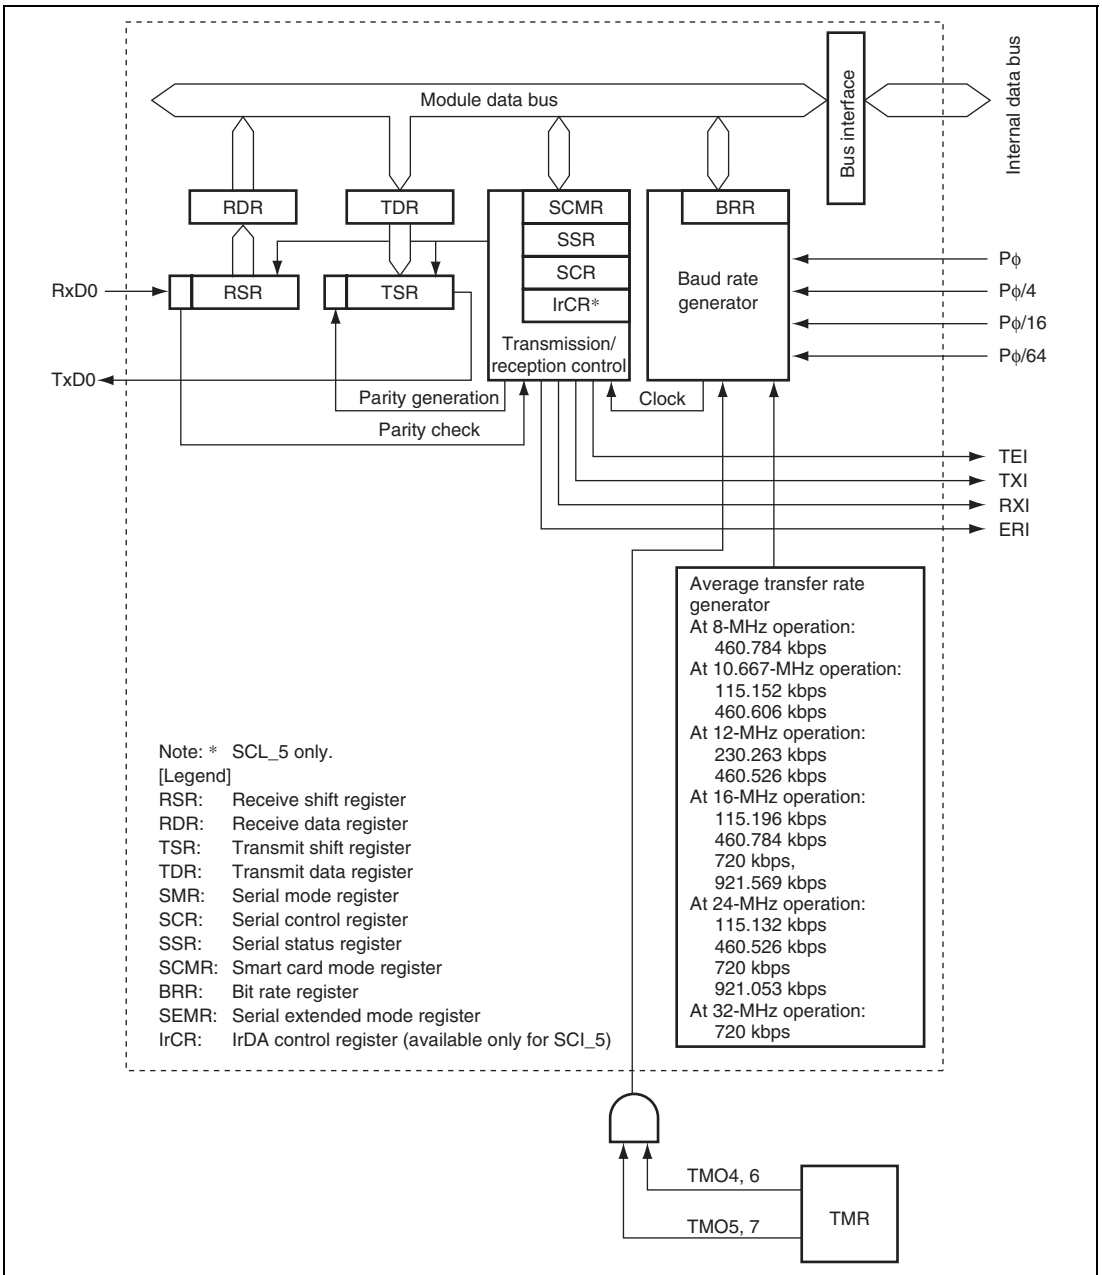 Module data bus
Bus interface
Internal data bus
RDR
TDR
SCMR
BRR
SSR
SCR
IrCR*
RSR
TSR
Baud rate
generator
Transmission/
reception control
RxD0
TxD0
Pϕ
Pϕ/4
Pϕ/16
Pϕ/64
Parity generation
Clock
Parity check
TEI
TXI
RXI
ERI
Average transfer rate
generator
At 8-MHz operation:
460.784 kbps
At 10.667-MHz operation:
115.152 kbps
460.606 kbps
At 12-MHz operation:
230.263 kbps
460.526 kbps
At 16-MHz operation:
115.196 kbps
460.784 kbps
720 kbps,
921.569 kbps
At 24-MHz operation:
115.132 kbps
460.526 kbps
720 kbps
921.053 kbps
At 32-MHz operation:
720 kbps
Note: * SCL_5 only.
[Legend]
RSR: Receive shift register
RDR: Receive data register
TSR: Transmit shift register
TDR: Transmit data register
SMR: Serial mode register
SCR: Serial control register
SSR: Serial status register
SCMR: Smart card mode register
BRR: Bit rate register
SEMR: Serial extended mode register
IrCR: IrDA control register (available only for SCI_5)
TMO4, 6
TMO5, 7
TMR